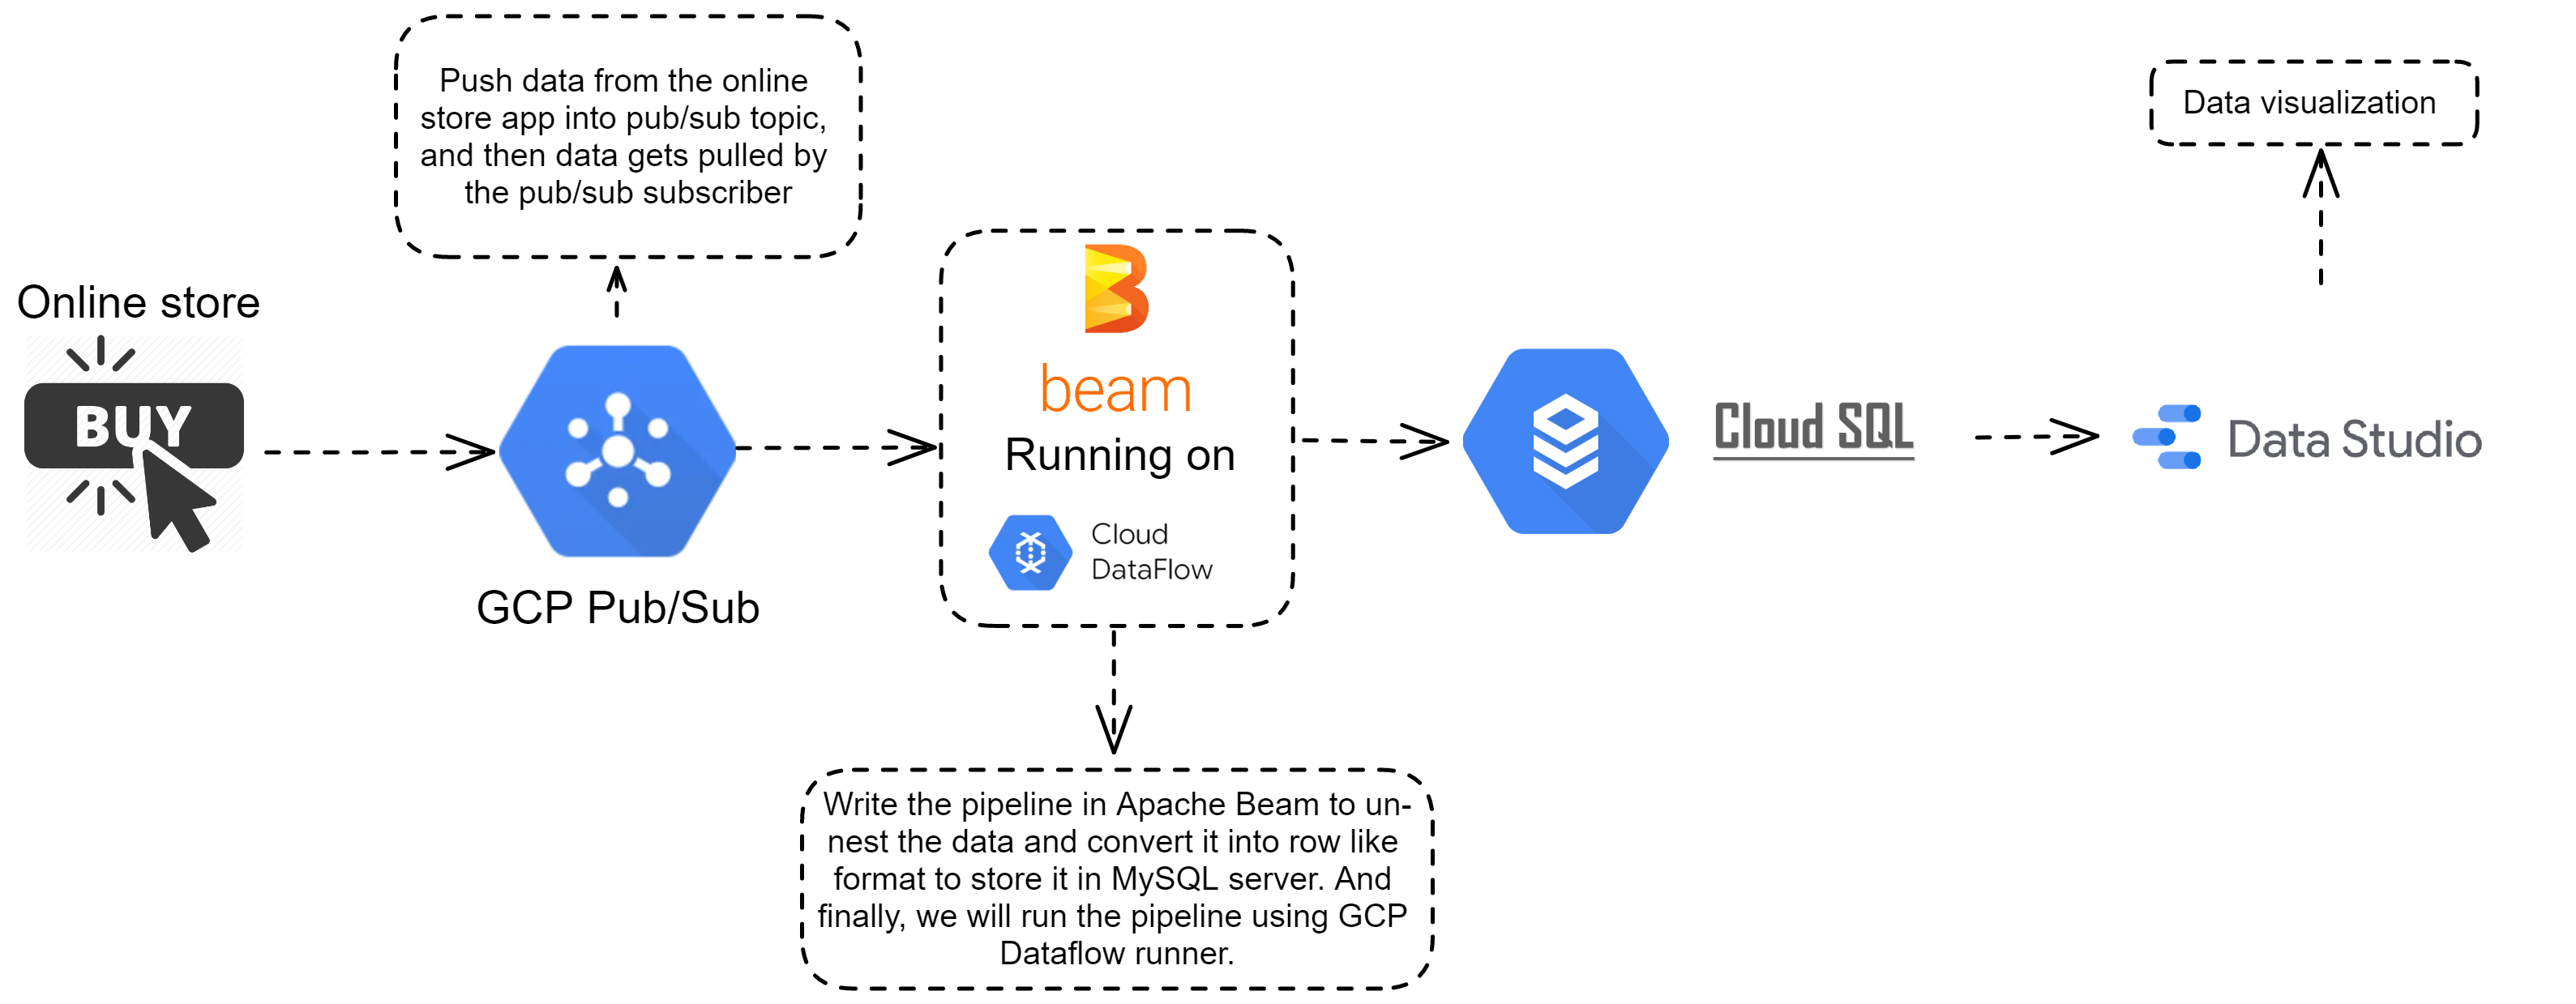 Push data from the online
store app into pub/sub topic,
and then data gets pulled by
the pub/sub subscriber
Data visualization
Online store
BUY
GCP Pub/Sub
beam
Running on
Cloud
DataFlow
Cloud SQL
Data Studio
Write the pipeline in Apache Beam to un-
nest the data and convert it into row like
format to store it in MySQL server. And
finally, we will run the pipeline using GCP
Dataflow runner.